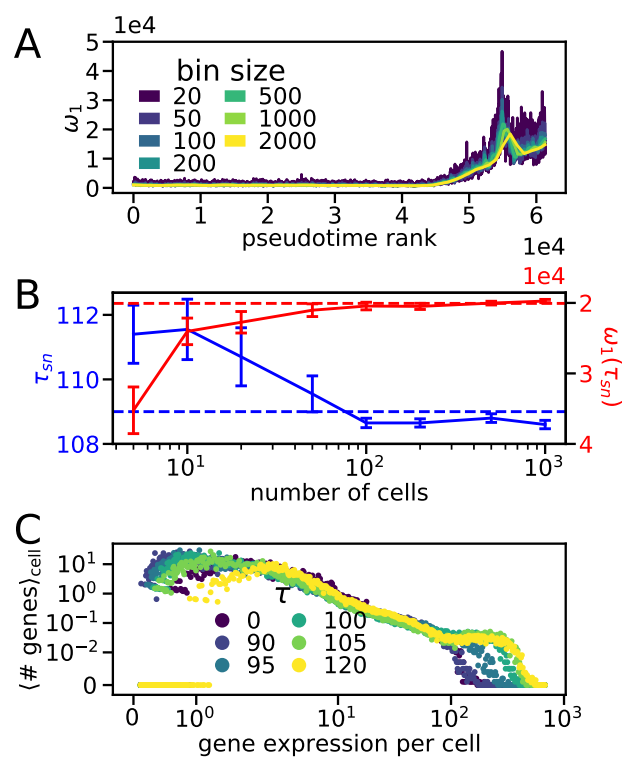 A
1e4
5
4
3
2
1
0
ω₁
bin size
20
50
100
200
500
1000
2000
0 1 2 3 4 5 6
pseudotime rank
1e4
B
1e4
112
110
108
τₛₙ
2
3
4
ω₁(τₛₙ)
10¹ 10² 10³
number of cells
C
10¹
10⁰
10⁻¹
10⁻²
0
⟨# genes⟩cell
τ
0
90
95
100
105
120
0 10⁰ 10¹ 10² 10³
gene expression per cell